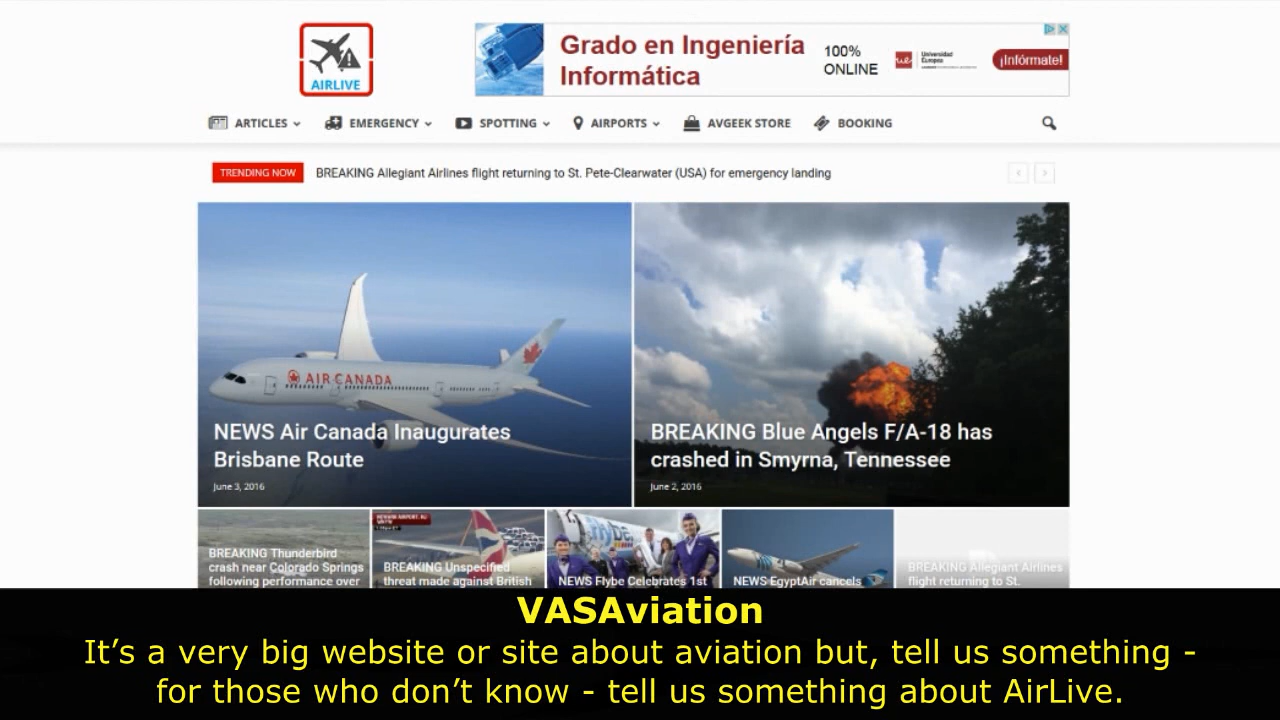 AIRLIVE
Grado en Ingeniería
Informática
100%
ONLINE
ue
Universidad
Europea
¡Infórmate!
ARTICLES
EMERGENCY
SPOTTING
AIRPORTS
AVGEEK STORE
BOOKING
TRENDING NOW
BREAKING Allegiant Airlines flight returning to St. Pete-Clearwater (USA) for emergency landing
AIR CANADA
NEWS Air Canada Inaugurates
Brisbane Route
June 3, 2016
BREAKING Blue Angels F/A-18 has
crashed in Smyrna, Tennessee
June 2, 2016
BREAKING Thunderbird
crash near Colorado Springs
following performance over
BREAKING Unspecified
threat made against British
flybe
NEWS Flybe Celebrates 1st
NEWS EgyptAir cancels
BREAKING Allegiant Airlines
flight returning to St.
VASAviation
It’s a very big website or site about aviation but, tell us something -
for those who don’t know - tell us something about AirLive.